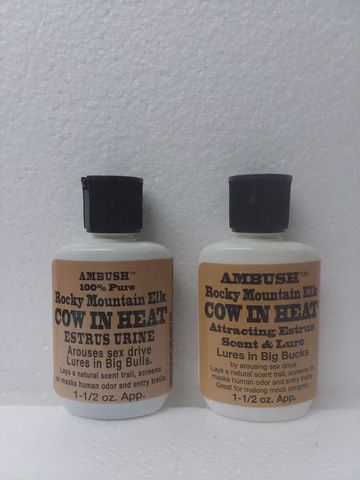 AMBUSH™
100% Pure
Rocky Mountain Elk
COW IN HEAT
ESTRUS URINE
Arouses sex drive
Lures in Big Bulls.
Lays a natural scent trail, screens
or masks human odor and entry trails.
1-1/2 oz. App.
AMBUSH™
Rocky Mountain Elk
COW IN HEAT
Attracting Estrus
Scent & Lure
Lures in Big Bucks
by arousing sex drive.
Lays a natural scent trail, screens or
masks human odor and entry trails.
Great for making mock scrapes.
1-1/2 oz. App.